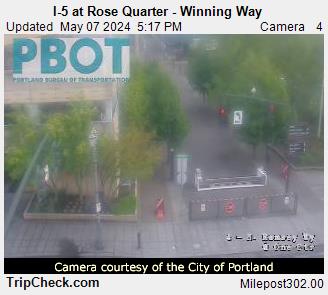 I-5 at Rose Quarter - Winning Way
Updated May 07 2024 5:17 PM Camera 4
PBOT
PORTLAND BUREAU OF TRANSPORTATION
Camera courtesy of the City of Portland
TripCheck.com Milepost302.00